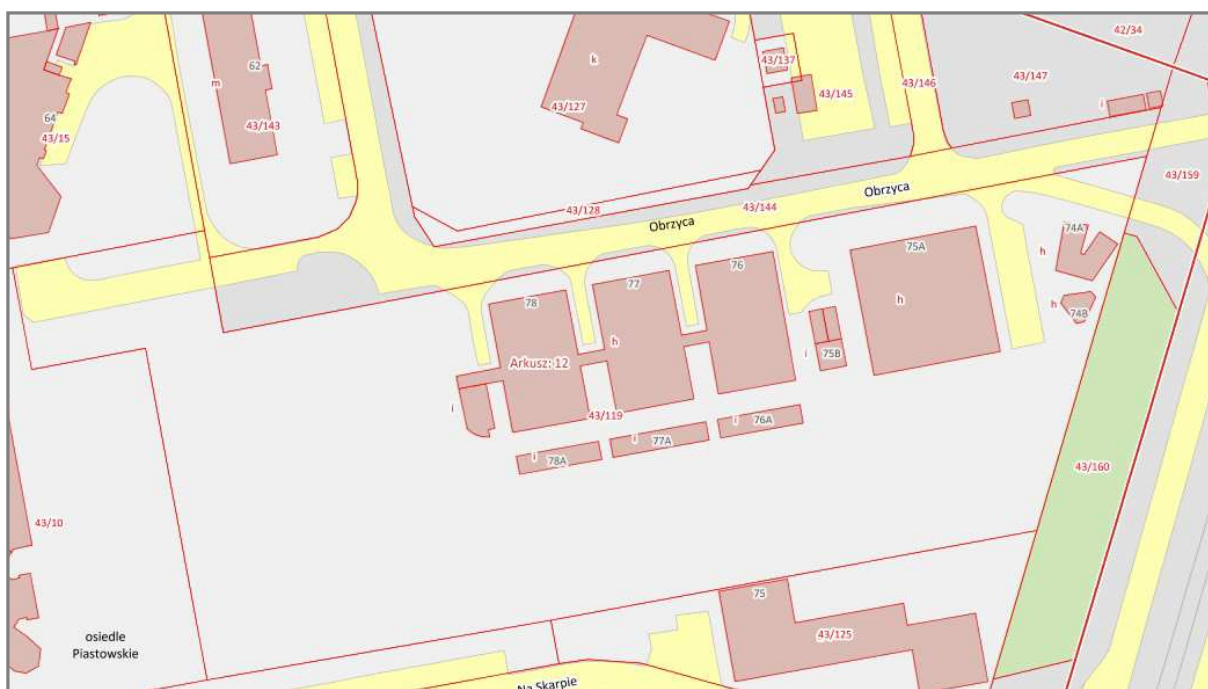 42/34
62
43/137
43/147
k
m
43/145
43/146
i
43/127
64
43/15
43/143
43/159
Obrzyca
43/128
43/144
Obrzyca
74A
75A
76
h
77
78
h
h
74B
h
Arkusz: 12
i
75B
i
43/119
i
76A
i
77A
i
78A
43/160
43/10
75
43/125
osiedle
Piastowskie
Na Skarpie